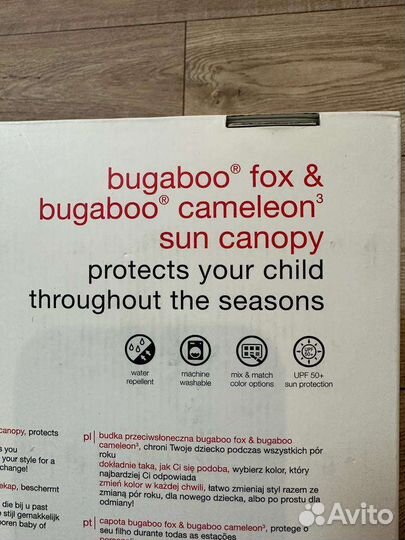 bugaboo® fox &
bugaboo® cameleon³
sun canopy
protects your child
throughout the seasons
water
repellent
machine
washable
mix & match
color options
UPF 50+
sun protection
canopy, protects
you
your style for a
change!
ekap, beschermt
die bij u past
stijl gemakkelijk
oren baby of
pl| budka przeciwsłoneczna bugaboo fox & bugaboo
cameleon³, chroni Twoje dziecko podczas wszystkich pór
roku
dokładnie taka, jak Ci się podoba, wybierz kolor, który
najbardziej Ci odpowiada
zmień kolor w każdej chwili, łatwo zmieniaj styl razem ze
zmianą pór roku, dla nowego dziecka, albo po prostu dla
odmiany!
pt| capota bugaboo fox & bugaboo cameleon³, protege o
seu filho durante todas as estações
Avito